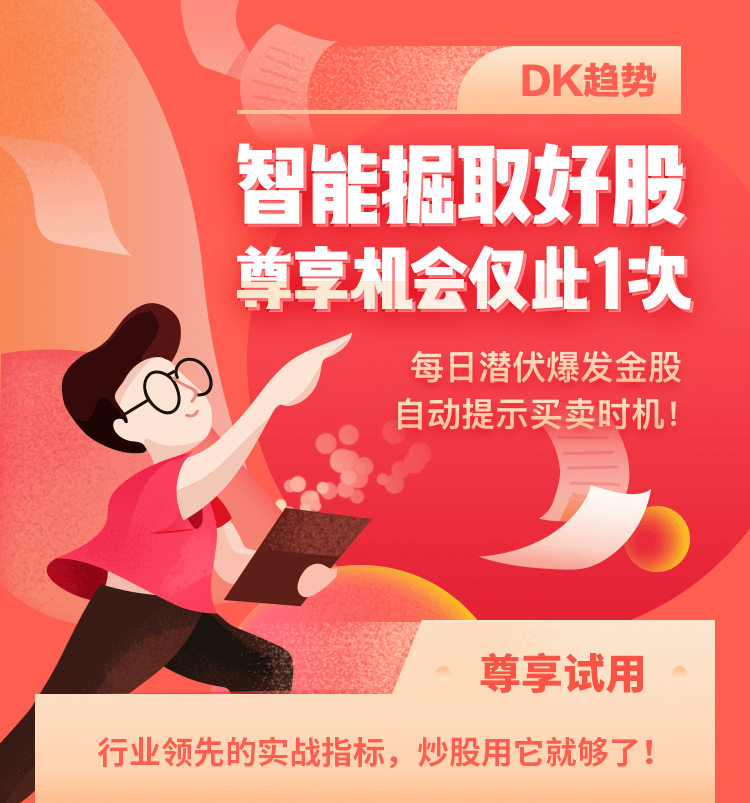 DK趋势
智能掘取好股
尊享机会仅此1次
每日潜伏爆发金股
自动提示买卖时机！
尊享试用
行业领先的实战指标，炒股用它就够了！